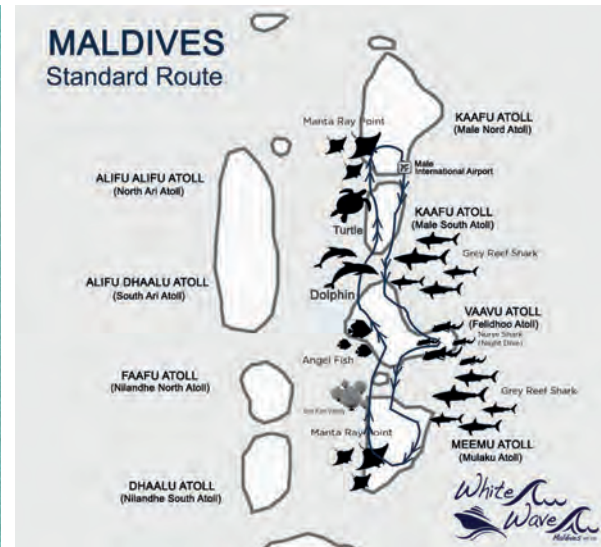 MALDIVES
Standard Route
Manta Ray Point
KAAFU ATOLL
(Male Nord Atoll)
Male
International Airport
ALIFU ALIFU ATOLL
(North Ari Atoll)
KAAFU ATOLL
(Male South Atoll)
Turtle
Grey Reef Shark
ALIFU DHAALU ATOLL
(South Ari Atoll)
Dolphin
VAAVU ATOLL
(Felidhoo Atoll)
Nurse Shark
(Night Dive)
Angel Fish
FAAFU ATOLL
(Nilandhe North Atoll)
Grey Reef Shark
Manta Ray Point
MEEMU ATOLL
(Mulaku Atoll)
DHAALU ATOLL
(Nilandhe South Atoll)
White
Wave
Maldives